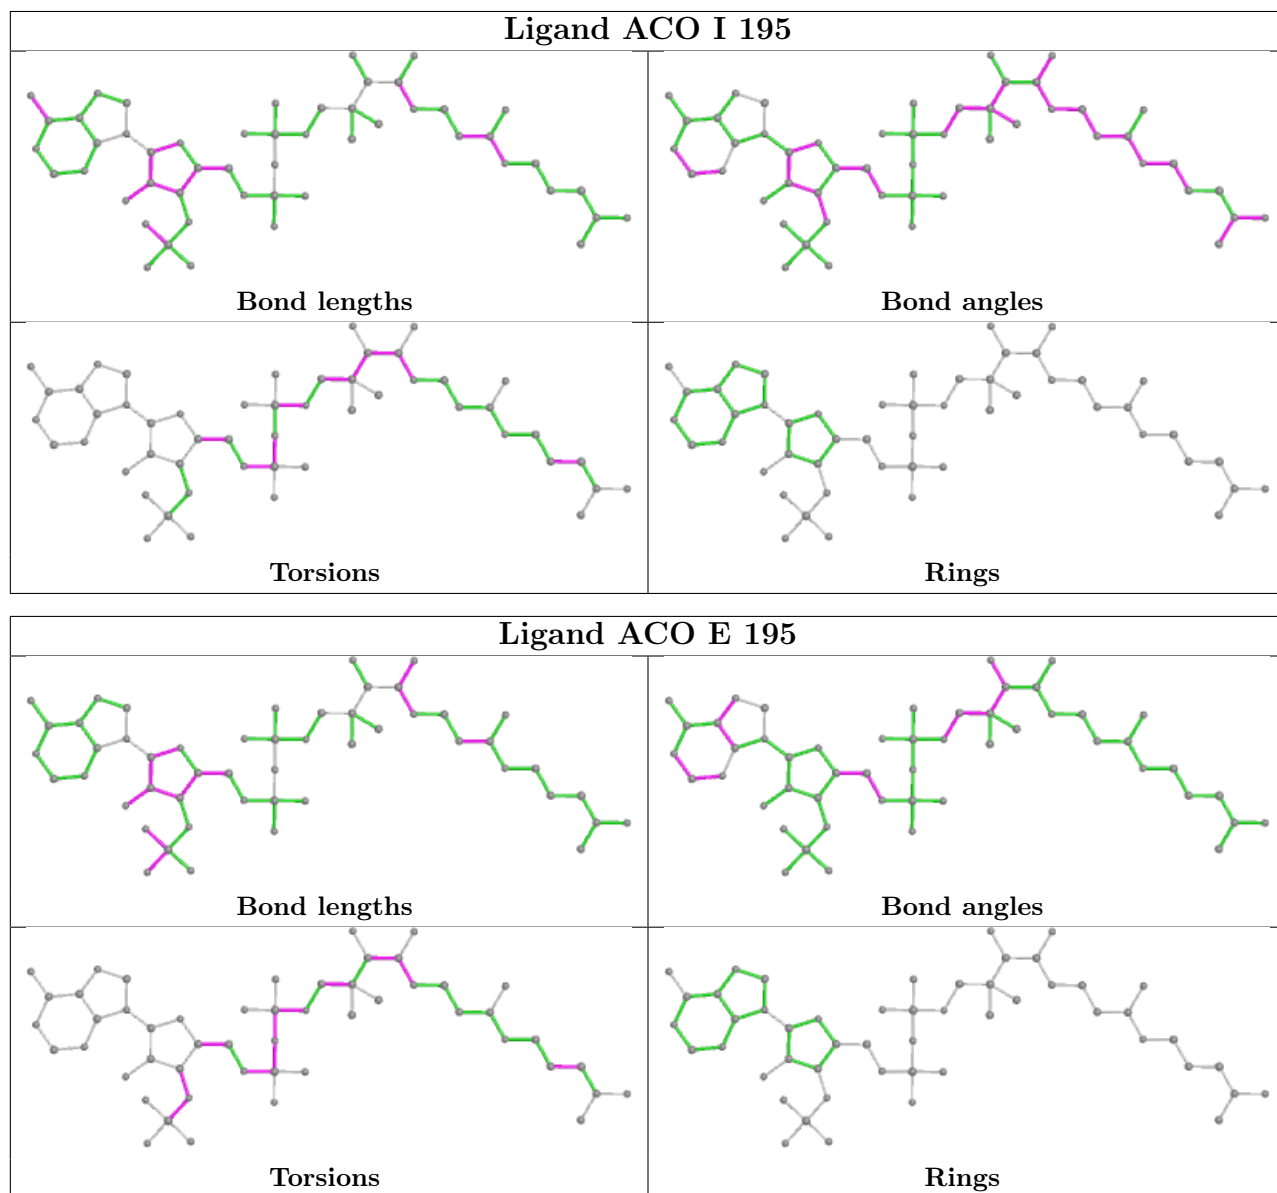 Ligand ACO I 195
Bond lengths
Bond angles
Torsions
Rings
Ligand ACO E 195
Bond lengths
Bond angles
Torsions
Rings